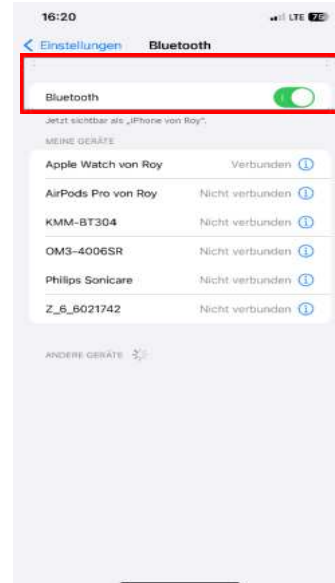 16:20 LTE 75
Einstellungen Bluetooth
Bluetooth
Jetzt sichtbar als „iPhone von Roy“.
MEINE GERÄTE
Apple Watch von Roy Verbunden
AirPods Pro von Roy Nicht verbunden
KMM-BT304 Nicht verbunden
OM3-4006SR Nicht verbunden
Philips Sonicare Nicht verbunden
Z_6_6021742 Nicht verbunden
ANDERE GERÄTE